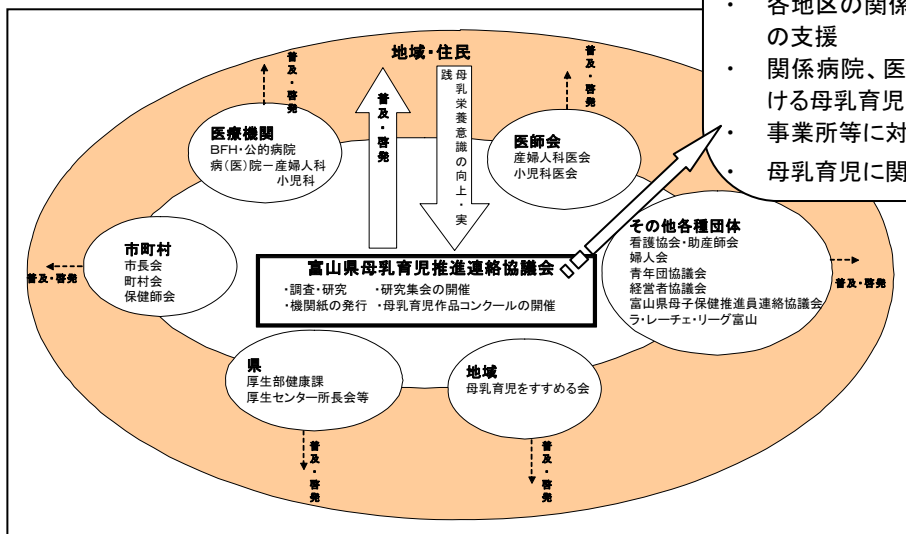 ・ 各地区の関係
の支援
・ 関係病院、医
ける母乳育児
・ 事業所等に対
・ 母乳育児に関
地域・住民
普及・啓発
普及・啓発
普及・啓発
母乳栄養意識の向上・実践
医療機関
BFH・公的病院
病(医)院－産婦人科
小児科
医師会
産婦人科医会
小児科医会
市町村
市長会
町村会
保健師会
普及・啓発
その他各種団体
看護協会・助産師会
婦人会
青年団協議会
経営者協議会
富山県母子保健推進員連絡協議会
ラ・レーチェ・リーグ富山
普及・啓発
富山県母乳育児推進連絡協議会
・調査・研究 ・研究集会の開催
・機関紙の発行 ・母乳育児作品コンクールの開催
県
厚生部健康課
厚生センター所長会等
地域
母乳育児をすすめる会
普及・啓発
普及・啓発